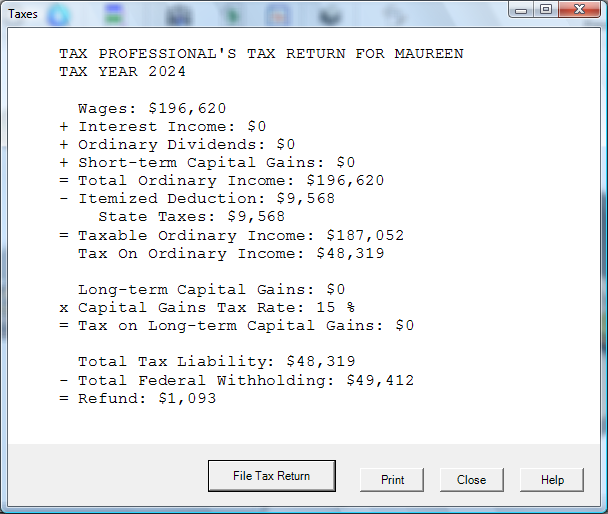 Taxes
TAX PROFESSIONAL'S TAX RETURN FOR MAUREEN
TAX YEAR 2024
Wages: $196,620
+ Interest Income: $0
+ Ordinary Dividends: $0
+ Short-term Capital Gains: $0
= Total Ordinary Income: $196,620
- Itemized Deduction: $9,568
State Taxes: $9,568
= Taxable Ordinary Income: $187,052
Tax On Ordinary Income: $48,319
Long-term Capital Gains: $0
x Capital Gains Tax Rate: 15 %
= Tax on Long-term Capital Gains: $0
Total Tax Liability: $48,319
- Total Federal Withholding: $49,412
= Refund: $1,093
File Tax Return
Print
Close
Help